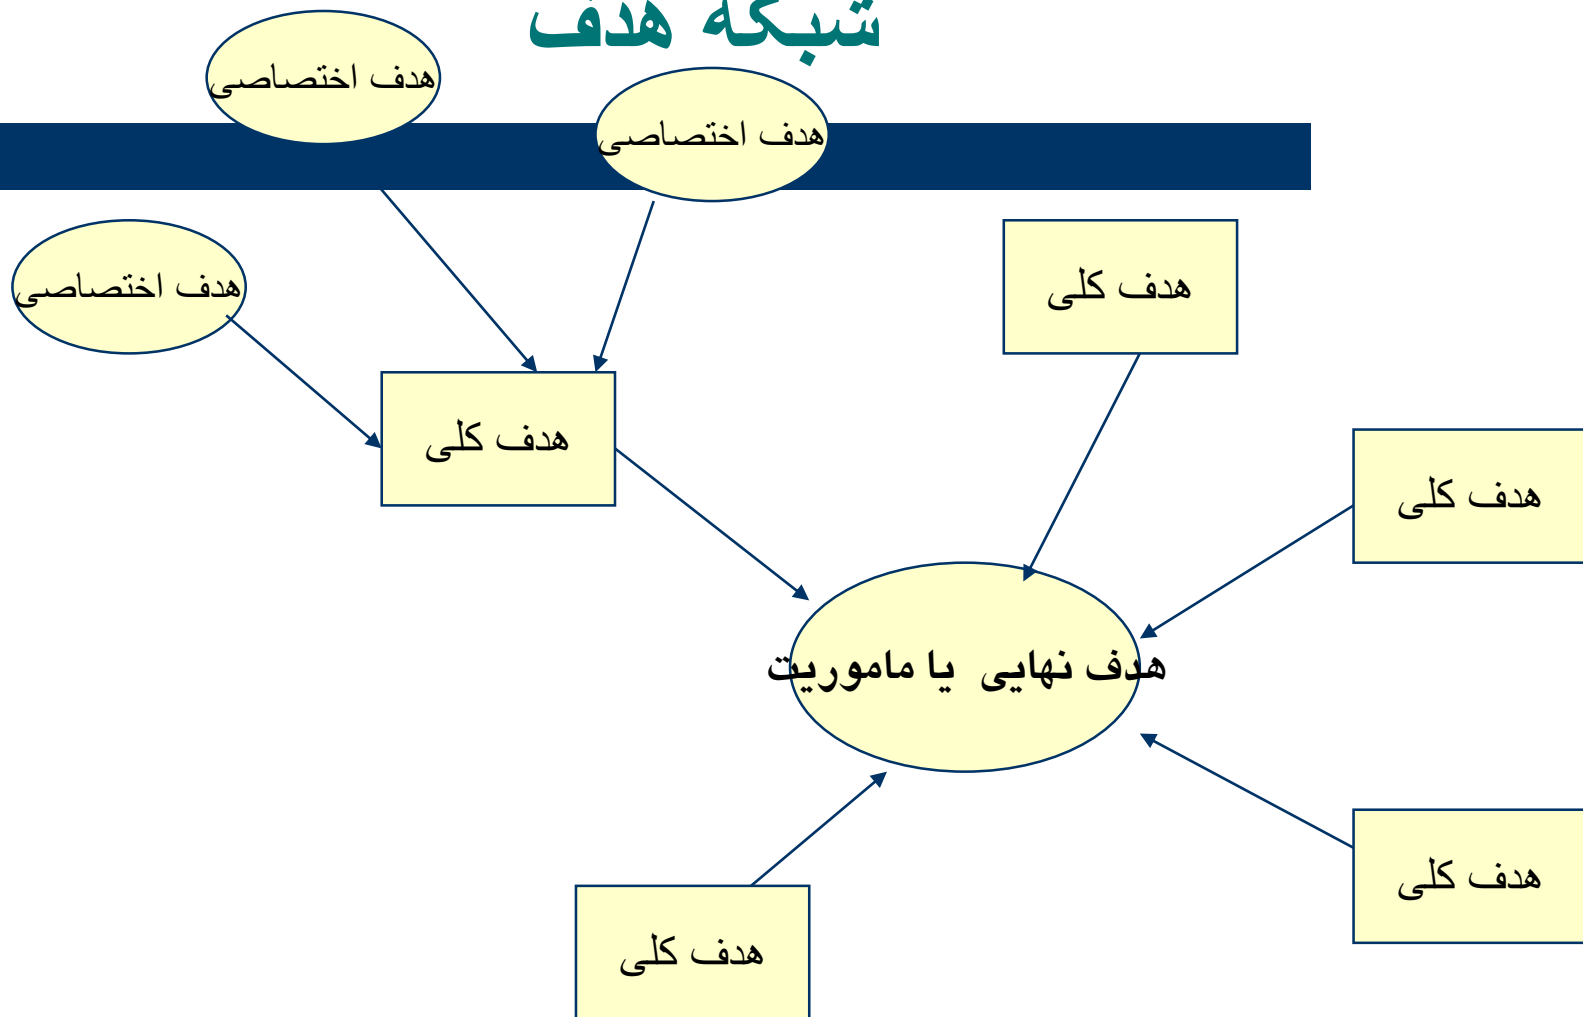 شبکه هدف
هدف اختصاصی
هدف اختصاصی
هدف اختصاصی
هدف کلی
هدف کلی
هدف کلی
هدف نهایی یا ماموریت
هدف کلی
هدف کلی